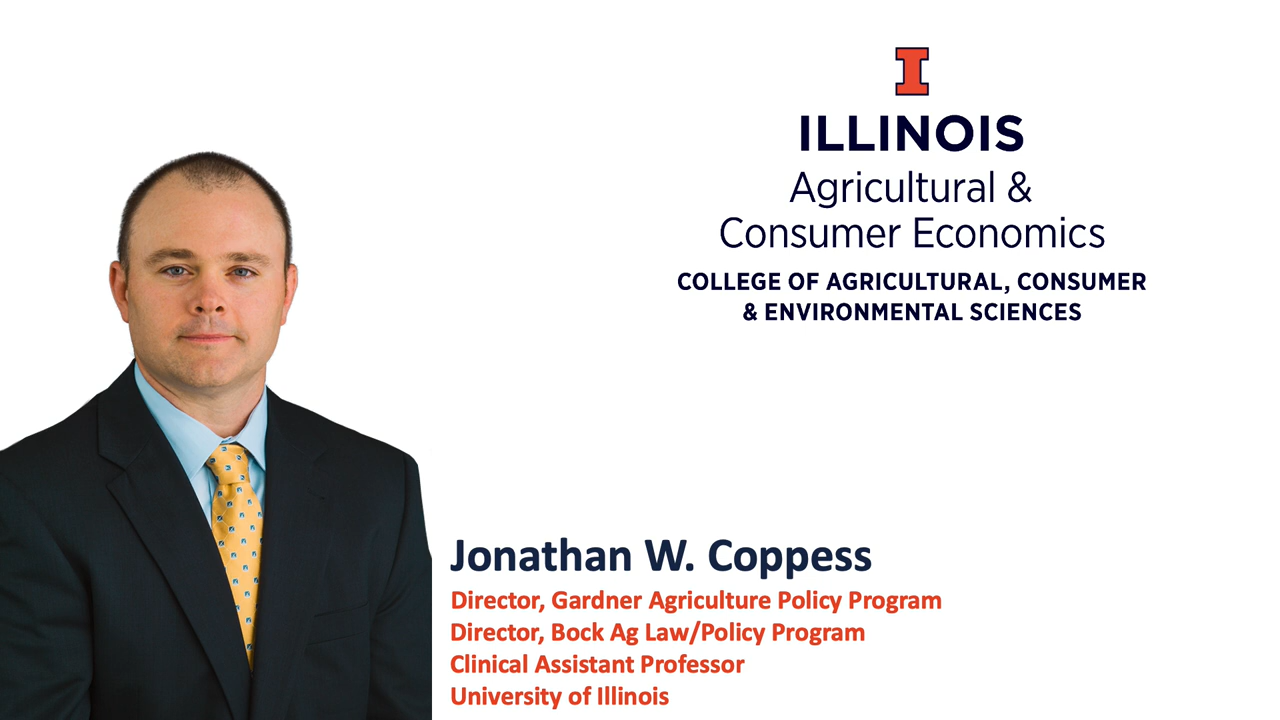 I
ILLINOIS
Agricultural &
Consumer Economics
COLLEGE OF AGRICULTURAL, CONSUMER
& ENVIRONMENTAL SCIENCES
Jonathan W. Coppess
Director, Gardner Agriculture Policy Program
Director, Bock Ag Law/Policy Program
Clinical Assistant Professor
University of Illinois